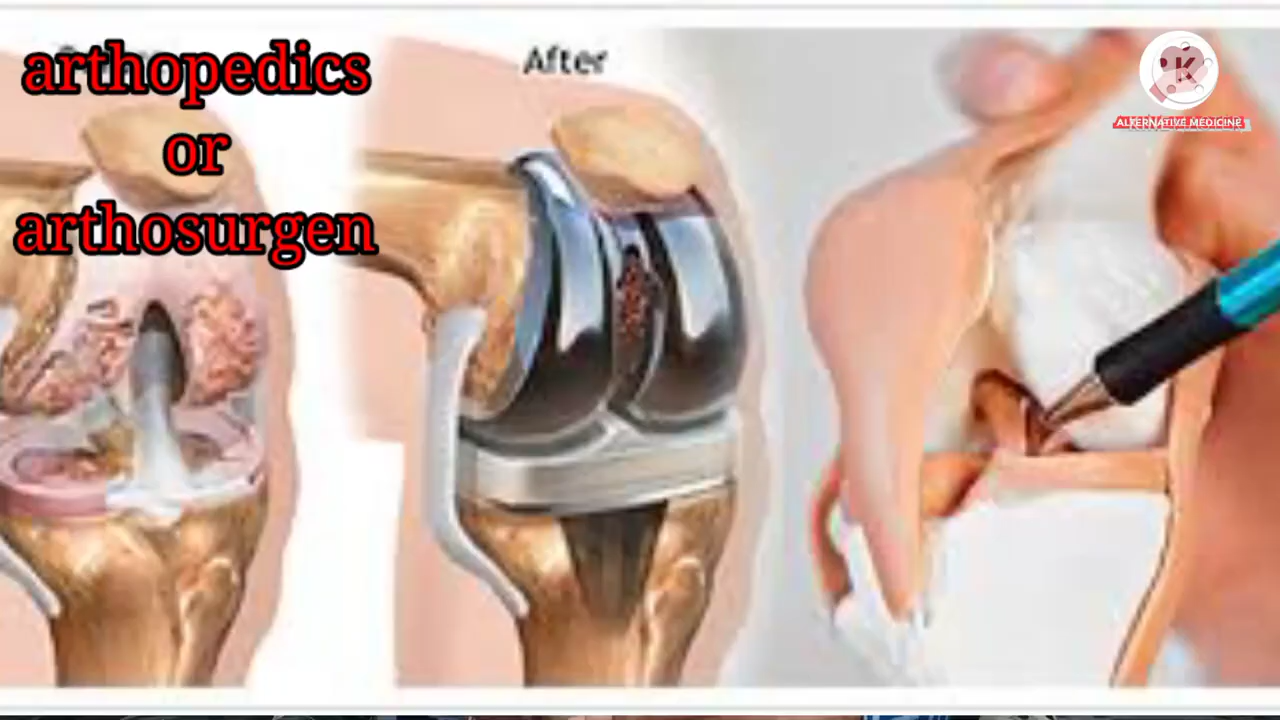 arthopedics
or
arthosurgen
After
K
ALTERNATIVE MEDICINE